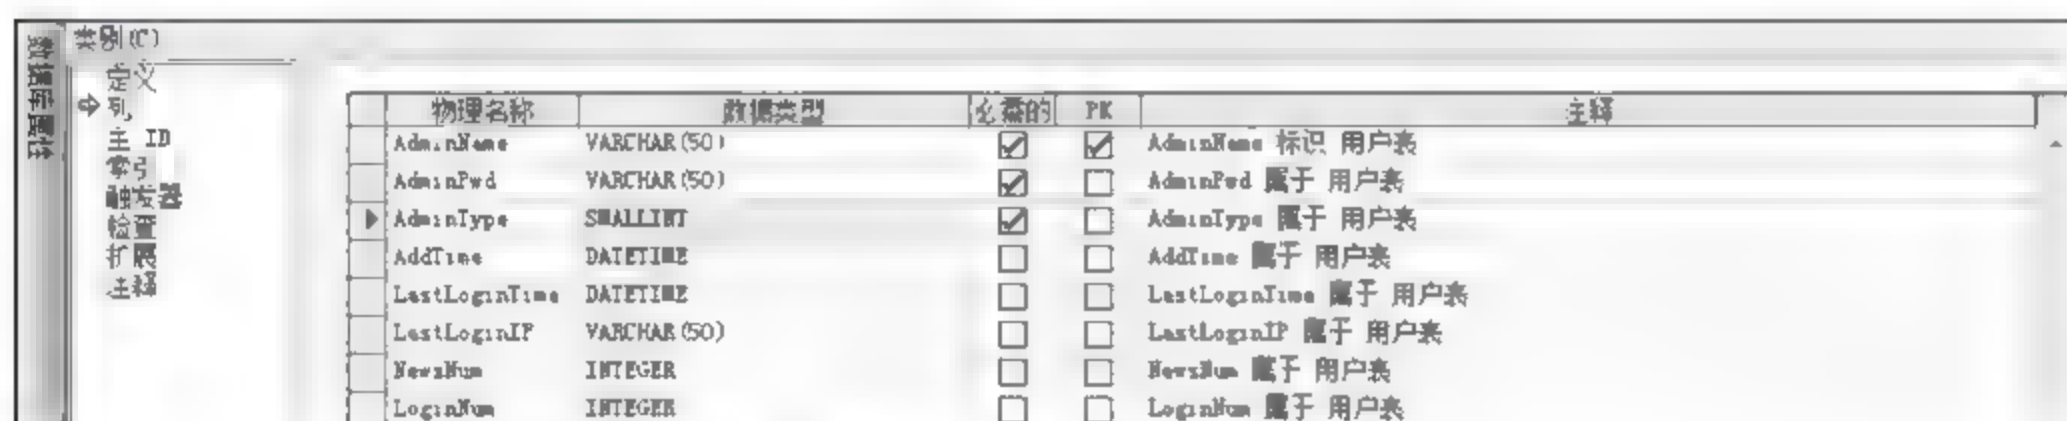 数据库属性
类别(C)
定义
列
主 ID
索引
触发器
检查
扩展
注释
物理名称 数据类型 必需的 PK 注释
AdminName VARCHAR(50) AdminName 标识 用户表
AdminPwd VARCHAR(50) AdminPwd 属于 用户表
AdminType SMALLINT AdminType 属于 用户表
AddTime DATETIME AddTime 属于 用户表
LastLoginTime DATETIME LastLoginTime 属于 用户表
LastLoginIP VARCHAR(50) LastLoginIP 属于 用户表
NewsNum INTEGER NewsNum 属于 用户表
LoginNum INTEGER LoginNum 属于 用户表